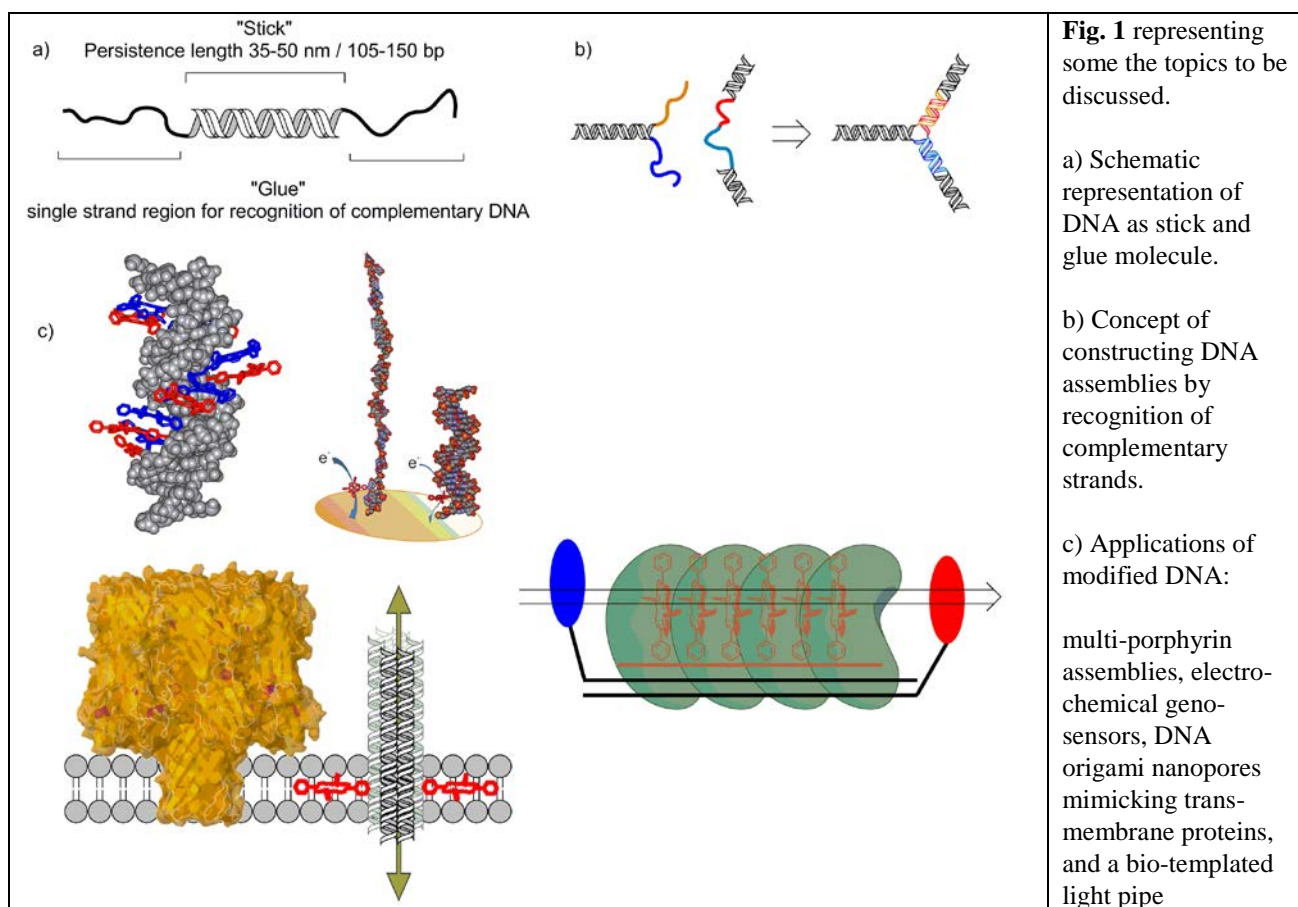 "Stick"
a)
Persistence length 35-50 nm / 105-150 bp
b)
"Glue"
single strand region for recognition of complementary DNA
c)
e-
e-
Fig. 1 representing
some the topics to be
discussed.
a) Schematic
representation of
DNA as stick and
glue molecule.
b) Concept of
constructing DNA
assemblies by
recognition of
complementary
strands.
c) Applications of
modified DNA:
multi-porphyrin
assemblies, electro-
chemical geno-
sensors, DNA
origami nanopores
mimicking trans-
membrane proteins,
and a bio-templated
light pipe